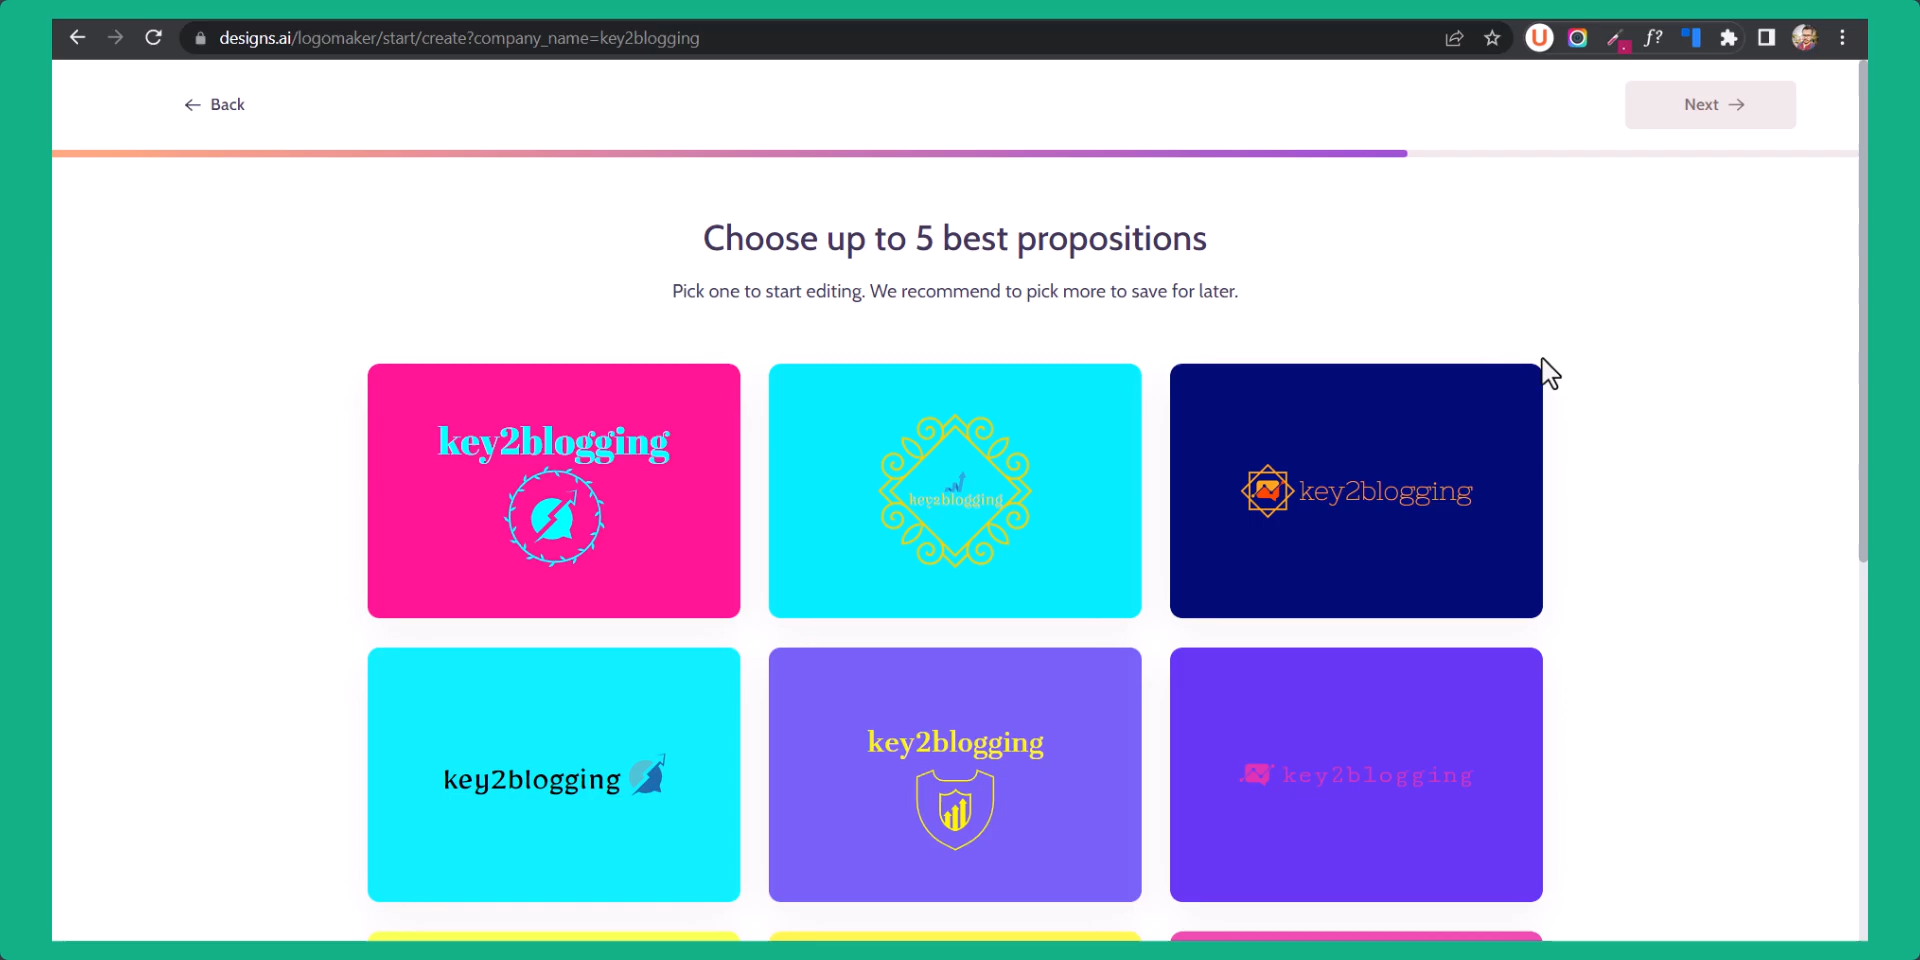 designs.ai/logomaker/start/create?company_name=key2blogging
U
f?
Back
Next
Choose up to 5 best propositions
Pick one to start editing. We recommend to pick more to save for later.
key2blogging
key2blogging
key2blogging
key2blogging
key2blogging
key2blogging